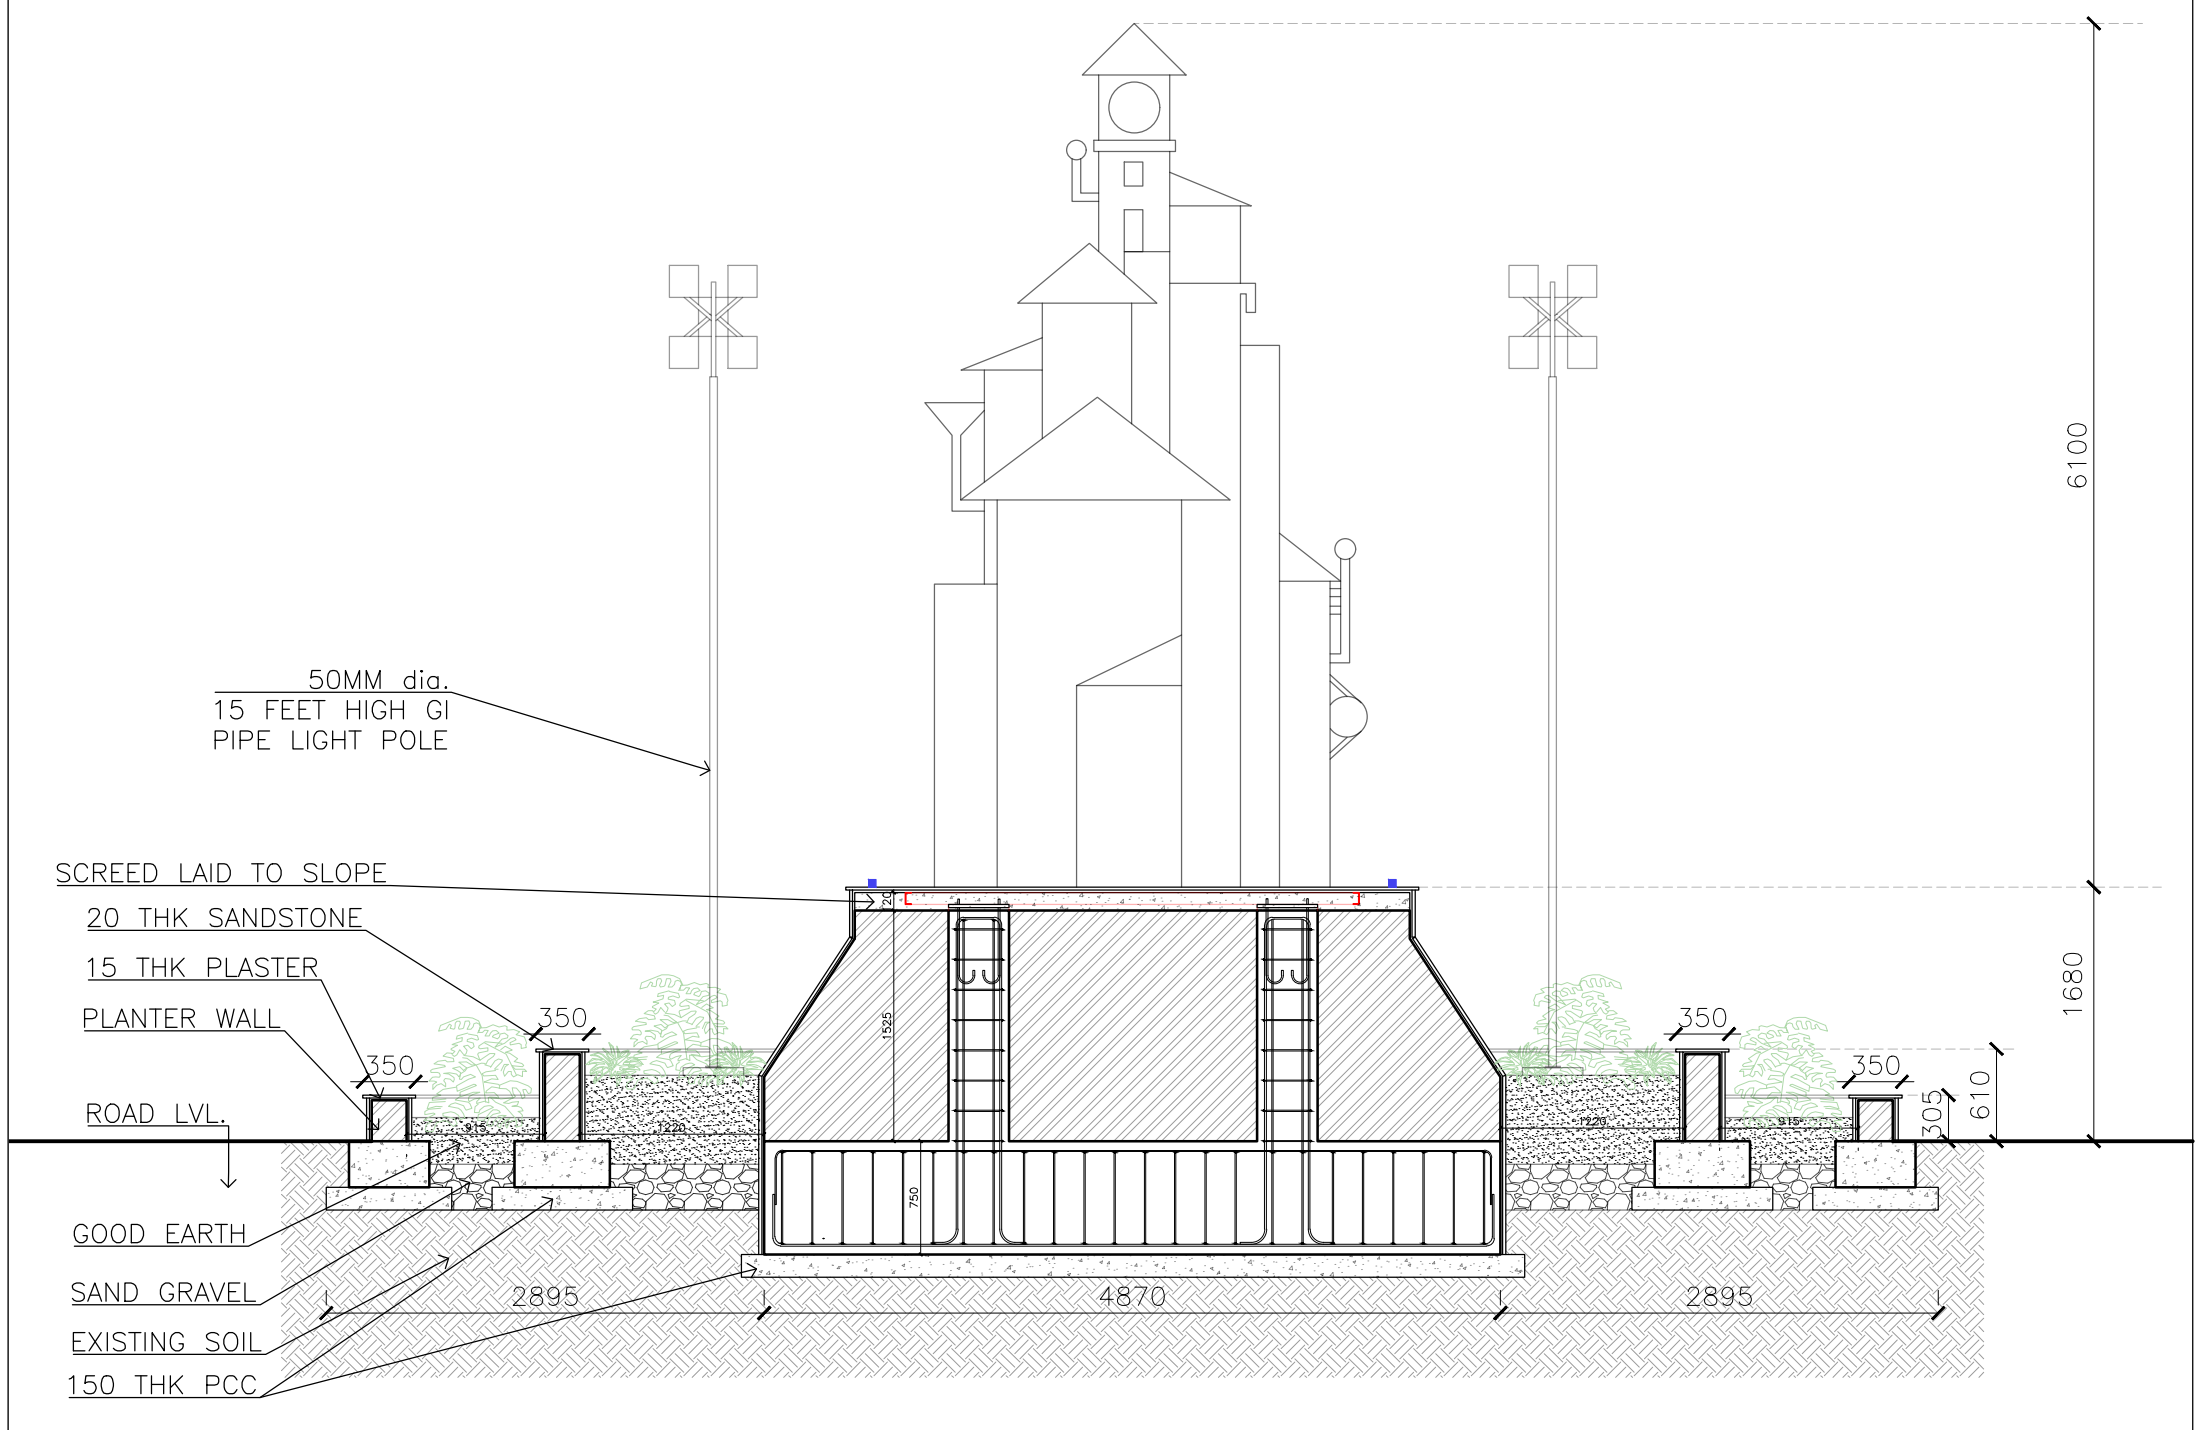 6100
50MM dia.
15 FEET HIGH GI
PIPE LIGHT POLE
SCREED LAID TO SLOPE
20 THK SANDSTONE
15 THK PLASTER
PLANTER WALL
ROAD LVL.
GOOD EARTH
SAND GRAVEL
EXISTING SOIL
150 THK PCC
350
350
915
1220
1525
750
1220
915
350
350
305
610
1680
2895
4870
2895